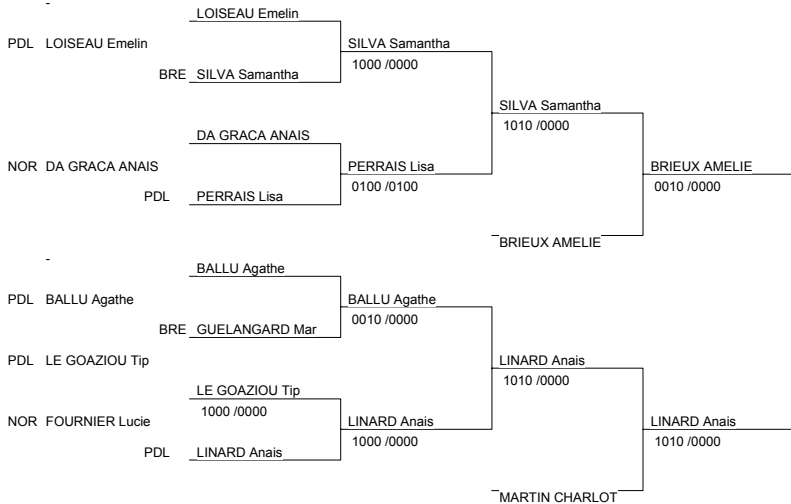 -
LOISEAU Emelin
PDL LOISEAU Emelin
SILVA Samantha
1000 /0000
BRE SILVA Samantha
SILVA Samantha
1010 /0000
DA GRACA ANAIS
NOR DA GRACA ANAIS
PERRAIS Lisa
0100 /0100
BRIEUX AMELIE
0010 /0000
PDL PERRAIS Lisa
BRIEUX AMELIE
-
BALLU Agathe
PDL BALLU Agathe
BALLU Agathe
0010 /0000
BRE GUELANGARD Mar
PDL LE GOAZIOU Tip
LINARD Anais
1010 /0000
LE GOAZIOU Tip
1000 /0000
NOR FOURNIER Lucie
LINARD Anais
1000 /0000
LINARD Anais
1010 /0000
PDL LINARD Anais
MARTIN CHARLOT